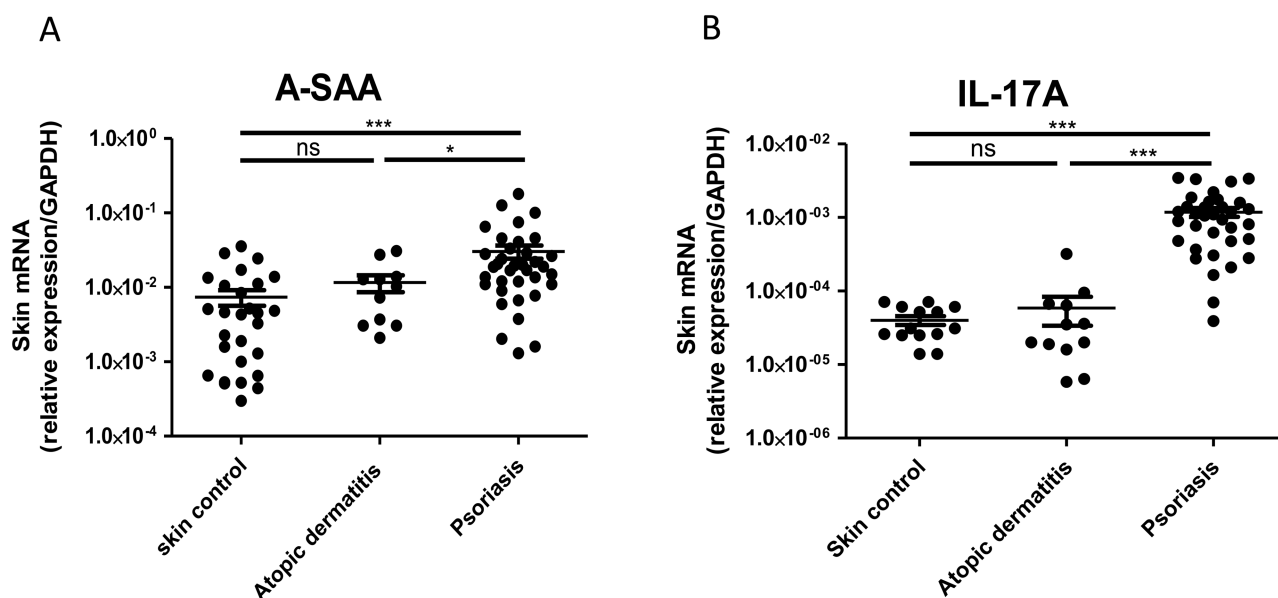 A
A-SAA
***
ns
*
Skin mRNA
(relative expression/GAPDH)
1.0×10⁰
1.0×10⁻¹
1.0×10⁻²
1.0×10⁻³
1.0×10⁻⁴
skin control
Atopic dermatitis
Psoriasis
B
IL-17A
***
ns
***
Skin mRNA
(relative expression/GAPDH)
1.0×10⁻⁰²
1.0×10⁻⁰³
1.0×10⁻⁰⁴
1.0×10⁻⁰⁵
1.0×10⁻⁰⁶
Skin control
Atopic dermatitis
Psoriasis